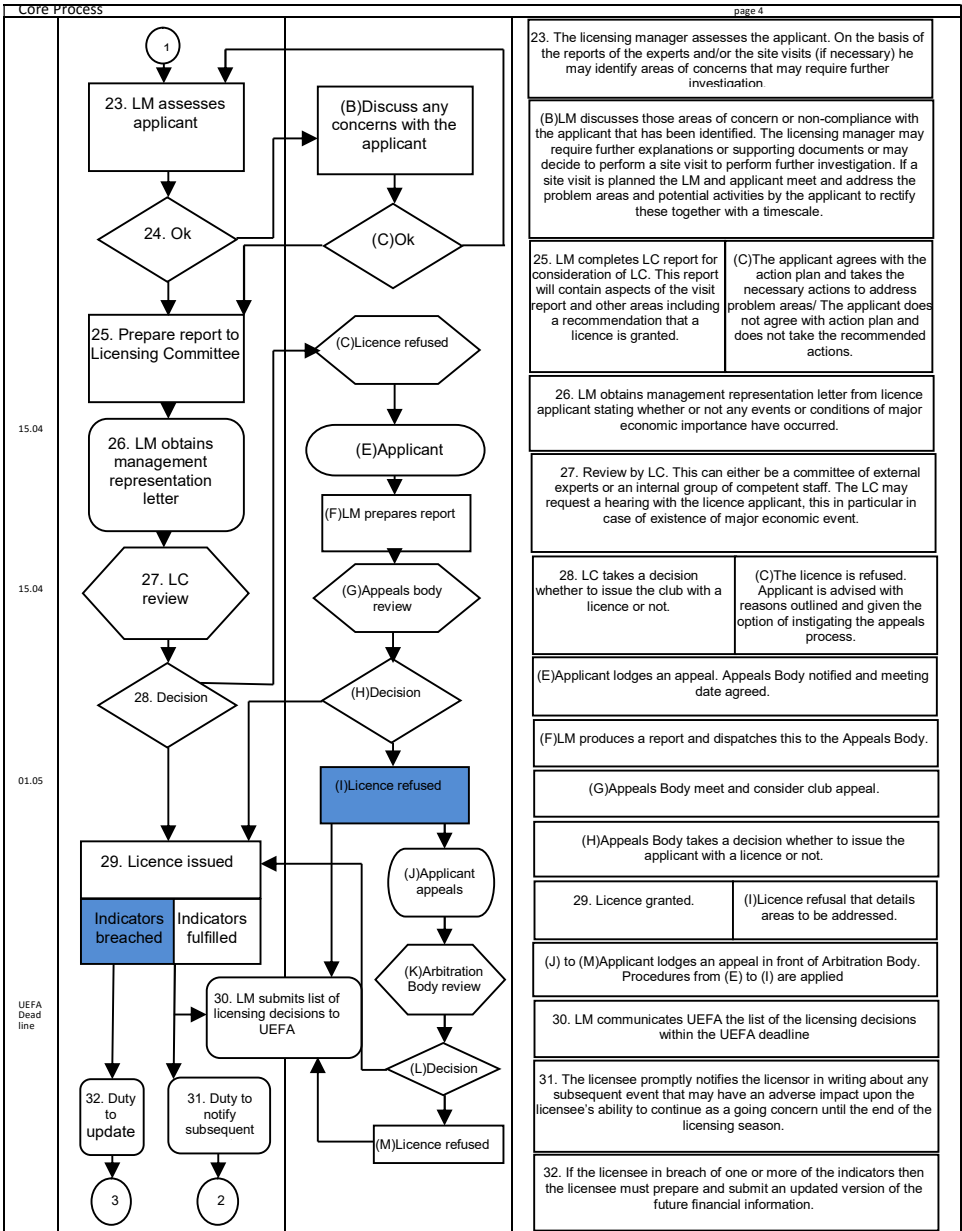 Core Process
page 4
1
23. LM assesses
applicant
(B)Discuss any
concerns with the
applicant
24. Ok
(C)Ok
25. Prepare report to
Licensing Committee
(C)Licence refused
15.04
26. LM obtains
management
representation
letter
(E)Applicant
(F)LM prepares report
15.04
27. LC
review
(G)Appeals body
review
28. Decision
(H)Decision
01.05
(I)Licence refused
29. Licence issued
Indicators
breached
Indicators
fulfilled
(J)Applicant
appeals
(K)Arbitration
Body review
UEFA
Dead
line
30. LM submits list of
licensing decisions to
UEFA
(L)Decision
32. Duty
to
update
31. Duty to
notify
subsequent
(M)Licence refused
3
2
23. The licensing manager assesses the applicant. On the basis of
the reports of the experts and/or the site visits (if necessary) he
may identify areas of concerns that may require further
investigation.
(B)LM discusses those areas of concern or non-compliance with
the applicant that has been identified. The licensing manager may
require further explanations or supporting documents or may
decide to perform a site visit to perform further investigation. If a
site visit is planned the LM and applicant meet and address the
problem areas and potential activities by the applicant to rectify
these together with a timescale.
25. LM completes LC report for
consideration of LC. This report
will contain aspects of the visit
report and other areas including
a recommendation that a
licence is granted.
(C)The applicant agrees with the
action plan and takes the
necessary actions to address
problem areas/ The applicant does
not agree with action plan and
does not take the recommended
actions.
26. LM obtains management representation letter from licence
applicant stating whether or not any events or conditions of major
economic importance have occurred.
27. Review by LC. This can either be a committee of external
experts or an internal group of competent staff. The LC may
request a hearing with the licence applicant, this in particular in
case of existence of major economic event.
28. LC takes a decision
whether to issue the club with a
licence or not.
(C)The licence is refused.
Applicant is advised with
reasons outlined and given the
option of instigating the appeals
process.
(E)Applicant lodges an appeal. Appeals Body notified and meeting
date agreed.
(F)LM produces a report and dispatches this to the Appeals Body.
(G)Appeals Body meet and consider club appeal.
(H)Appeals Body takes a decision whether to issue the
applicant with a licence or not.
29. Licence granted.
(I)Licence refusal that details
areas to be addressed.
(J) to (M)Applicant lodges an appeal in front of Arbitration Body.
Procedures from (E) to (I) are applied
30. LM communicates UEFA the list of the licensing decisions
within the UEFA deadline
31. The licensee promptly notifies the licensor in writing about any
subsequent event that may have an adverse impact upon the
licensee's ability to continue as a going concern until the end of the
licensing season.
32. If the licensee in breach of one or more of the indicators then
the licensee must prepare and submit an updated version of the
future financial information.